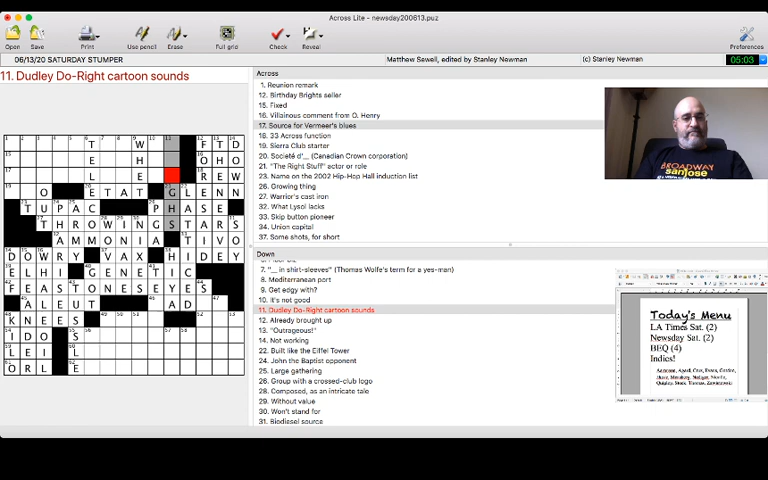 Across Lite - newsday200613.puz
Open
Save
Print
Use pencil
Erase
Full grid
Check
Reveal
Preferences
06/13/20 SATURDAY STUMPER
Matthew Sewell, edited by Stanley Newman
(c) Stanley Newman
05:03
11. Dudley Do-Right cartoon sounds
Across
1. Reunion remark
12. Birthday Brights seller
15. Fixed
16. Villainous comment from O. Henry
17. Source for Vermeer's blues
18. 33 Across function
19. Sierra Club starter
20. Societé d'__ (Canadian Crown corporation)
21. "The Right Stuff" actor or role
23. Name on the 2002 Hip-Hop Hall induction list
26. Growing thing
27. Warrior's cast iron
32. What Lysol lacks
33. Skip button pioneer
34. Union capital
37. Some shots, for short
Down
7. "__ in shirt-sleeves" (Thomas Wolfe's term for a yes-man)
8. Mediterranean port
9. Get edgy with?
10. It's not good
11. Dudley Do-Right cartoon sounds
12. Already brought up
13. "Outrageous!"
14. Not working
22. Built like the Eiffel Tower
24. John the Baptist opponent
25. Large gathering
26. Group with a crossed-club logo
28. Composed, as an intricate tale
29. Without value
30. Won't stand for
31. Biodiesel source
T W F T D
E H O H O
L E R E W
O E T A T G L E N N
T U P A C H P H A S E
T H R O W I N G S T A R S
A M M O N I A T I V O
D O W R Y V A X H I D E Y
E L H I G E N E T I C
F E A S T O N E S E Y E S
A L E U T A D
K N E E S
I D O S
L E I L
O R L E
BROADWAY
san jose
Today's Menu
LA Times Sat. (2)
Newsday Sat. (2)
BEQ (4)
Indies!